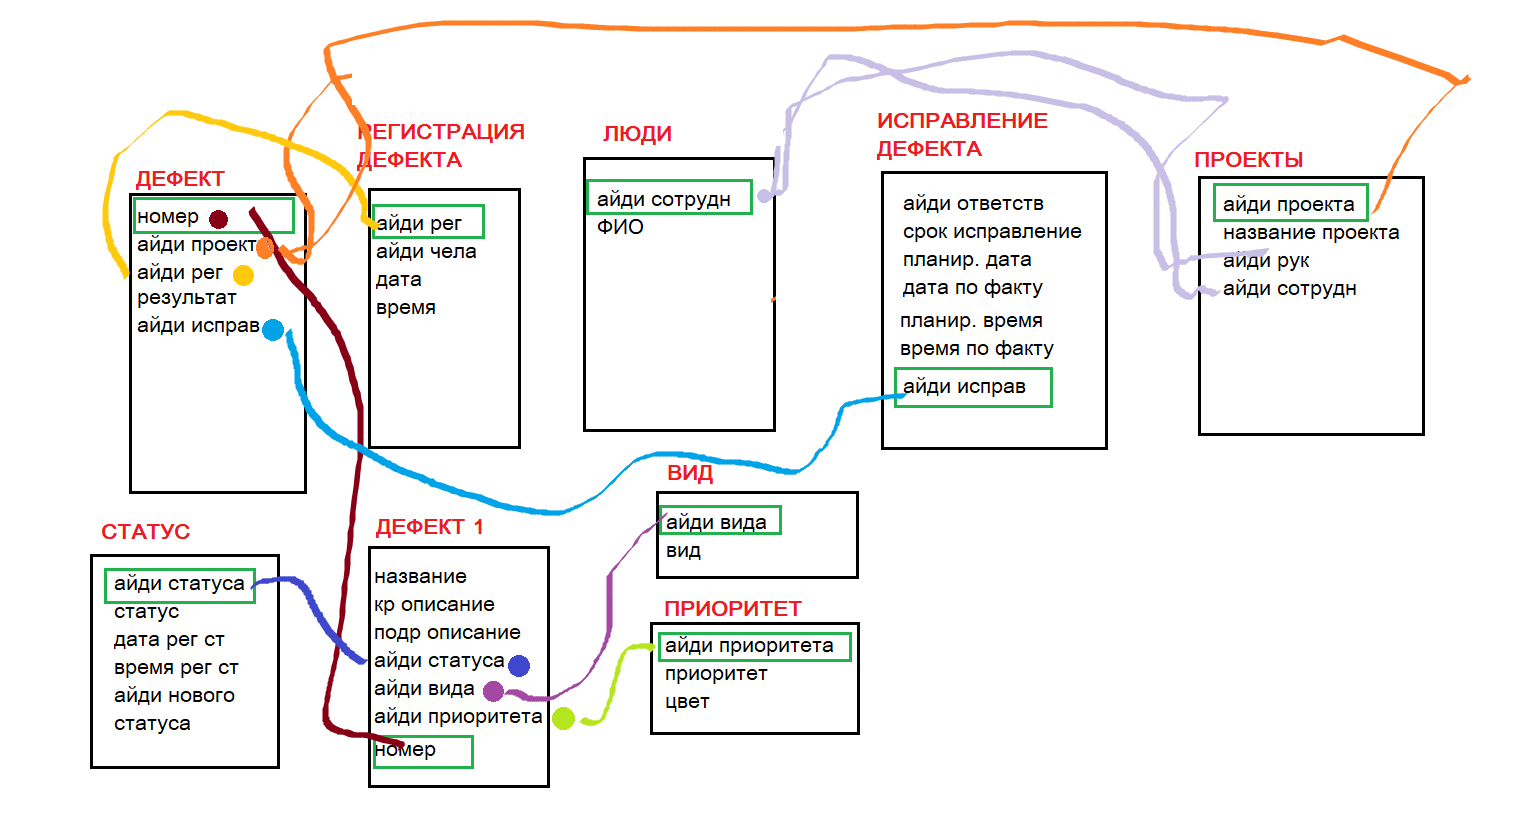 ДЕФЕКТ
номер
айди проект
айди рег
результат
айди исправ
РЕГИСТРАЦИЯ
ДЕФЕКТА
айди рег
айди чела
дата
время
ЛЮДИ
айди сотрудн
ФИО
ИСПРАВЛЕНИЕ
ДЕФЕКТА
айди ответств
срок исправление
планир. дата
дата по факту
планир. время
время по факту
айди исправ
ПРОЕКТЫ
айди проекта
название проекта
айди рук
айди сотрудн
СТАТУС
айди статуса
статус
дата рег ст
время рег ст
айди нового
статуса
ДЕФЕКТ 1
название
кр описание
подр описание
айди статуса
айди вида
айди приоритета
номер
ВИД
айди вида
вид
ПРИОРИТЕТ
айди приоритета
приоритет
цвет